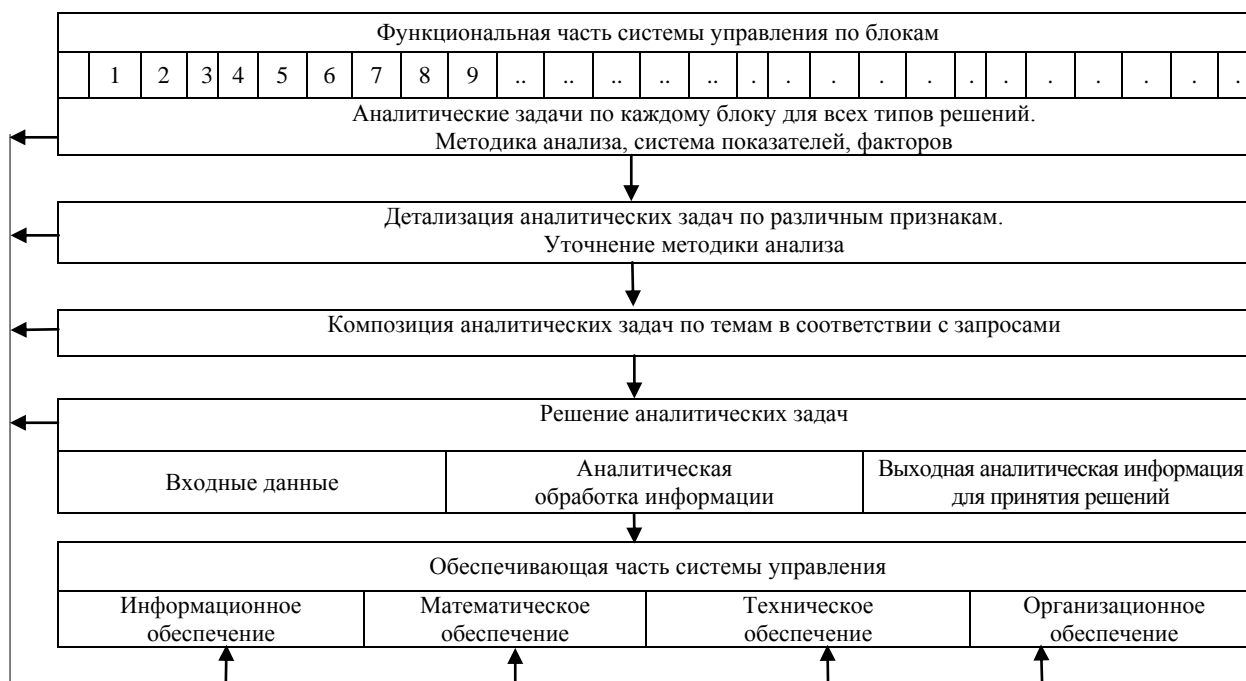 Функциональная часть системы управления по блокам
1 2 3 4 5 6 7 8 9 .. .. .. .. .. . . . . . . . . . . . . .
Аналитические задачи по каждому блоку для всех типов решений.
Методика анализа, система показателей, факторов
Детализация аналитических задач по различным признакам.
Уточнение методики анализа
Композиция аналитических задач по темам в соответствии с запросами
Решение аналитических задач
Входные данные
Аналитическая
обработка информации
Выходная аналитическая информация
для принятия решений
Обеспечивающая часть системы управления
Информационное
обеспечение
Математическое
обеспечение
Техническое
обеспечение
Организационное
обеспечение